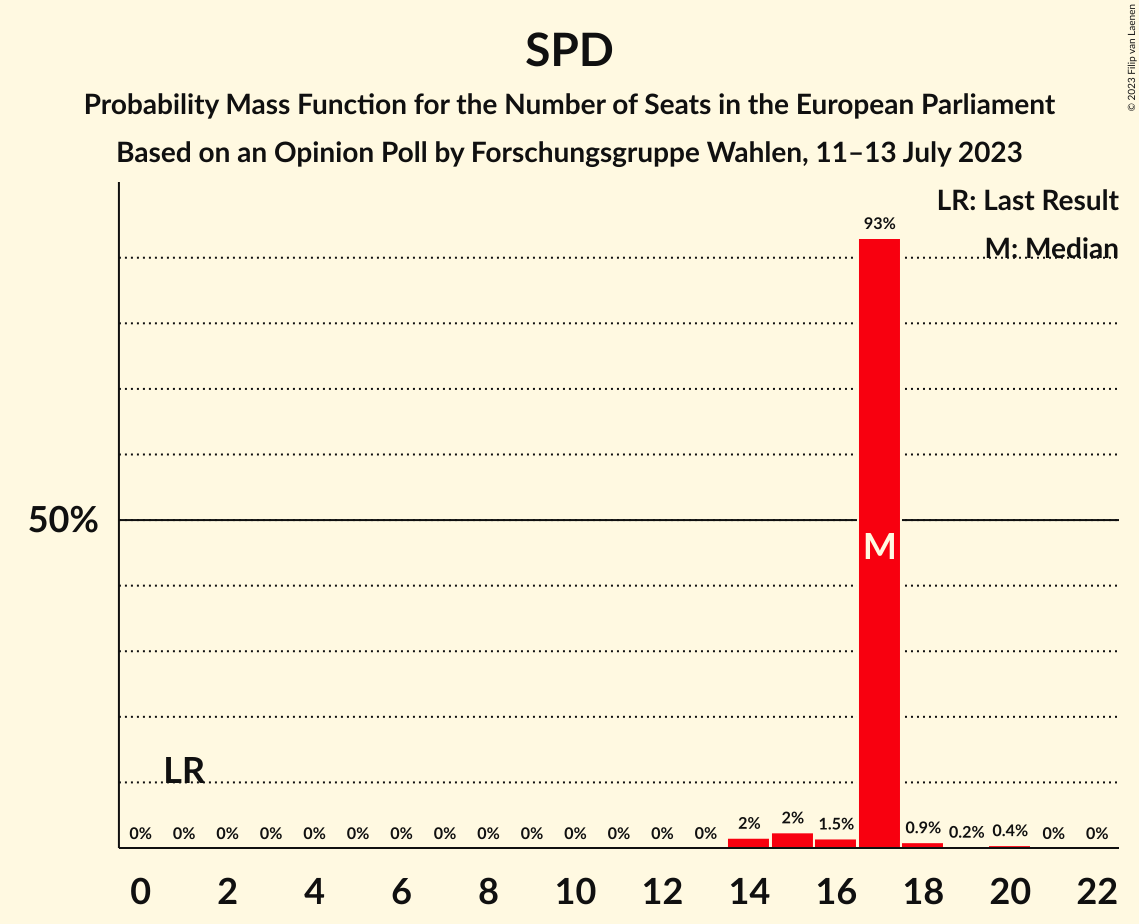 SPD
Probability Mass Function for the Number of Seats in the European Parliament
Based on an Opinion Poll by Forschungsgruppe Wahlen, 11–13 July 2023
© 2023 Filip van Laenen
LR: Last Result
M: Median
93%
50%
M
LR
0% 0% 0% 0% 0% 0% 0% 0% 0% 0% 0% 0% 0% 0% 2% 2% 1.5% 0.9% 0.2% 0.4% 0% 0%
0 2 4 6 8 10 12 14 16 18 20 22